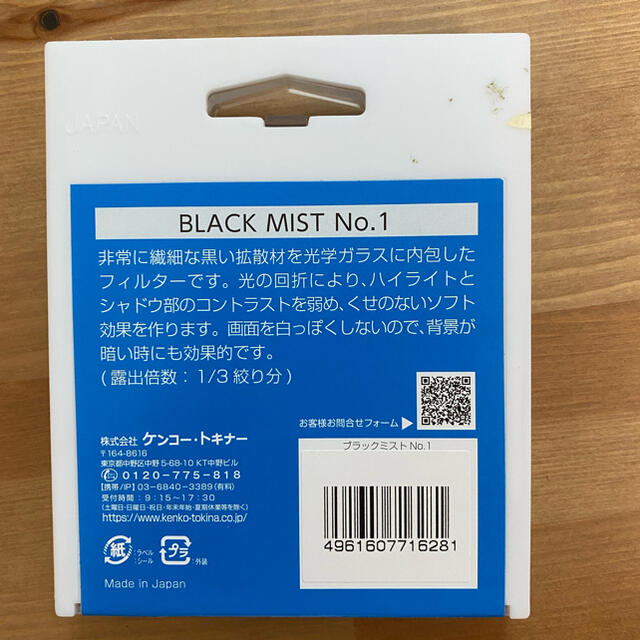 JAPAN
BLACK MIST No.1
非常に繊細な黒い拡散材を光学ガラスに内包した
フィルターです。光の回折により、ハイライトと
シャドウ部のコントラストを弱め、くせのないソフト
効果を作ります。画面を白っぽくしないので、背景が
暗い時にも効果的です。
(露出倍数：1/3 絞り分)
お客様お問合せフォーム▶
株式会社 ケンコー・トキナー
〒164-8616
東京都中野区中野 5-68-10 KT中野ビル
0120-775-818
【携帯/IP】03-6840-3389(有料)
受付時間：9：15～17：30
(土曜日・日曜日・祝日・年末年始・夏期休業等を除く)
https://www.kenko-tokina.co.jp/
紙 :ラベル シール プラ :外装
Made in Japan
ブラックミスト No.1
4961607716281